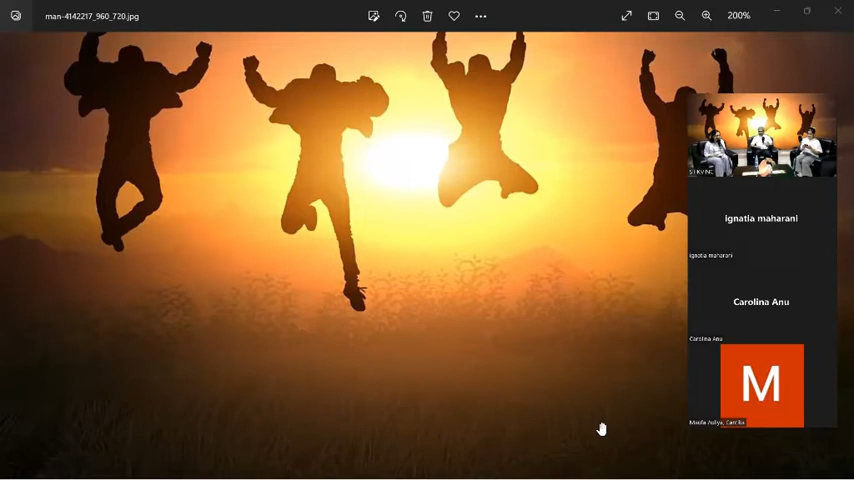 man-4142217_960_720.jpg
200%
ignatia maharani
ignatia maharani
Carolina Anu
Carolina Anu
M